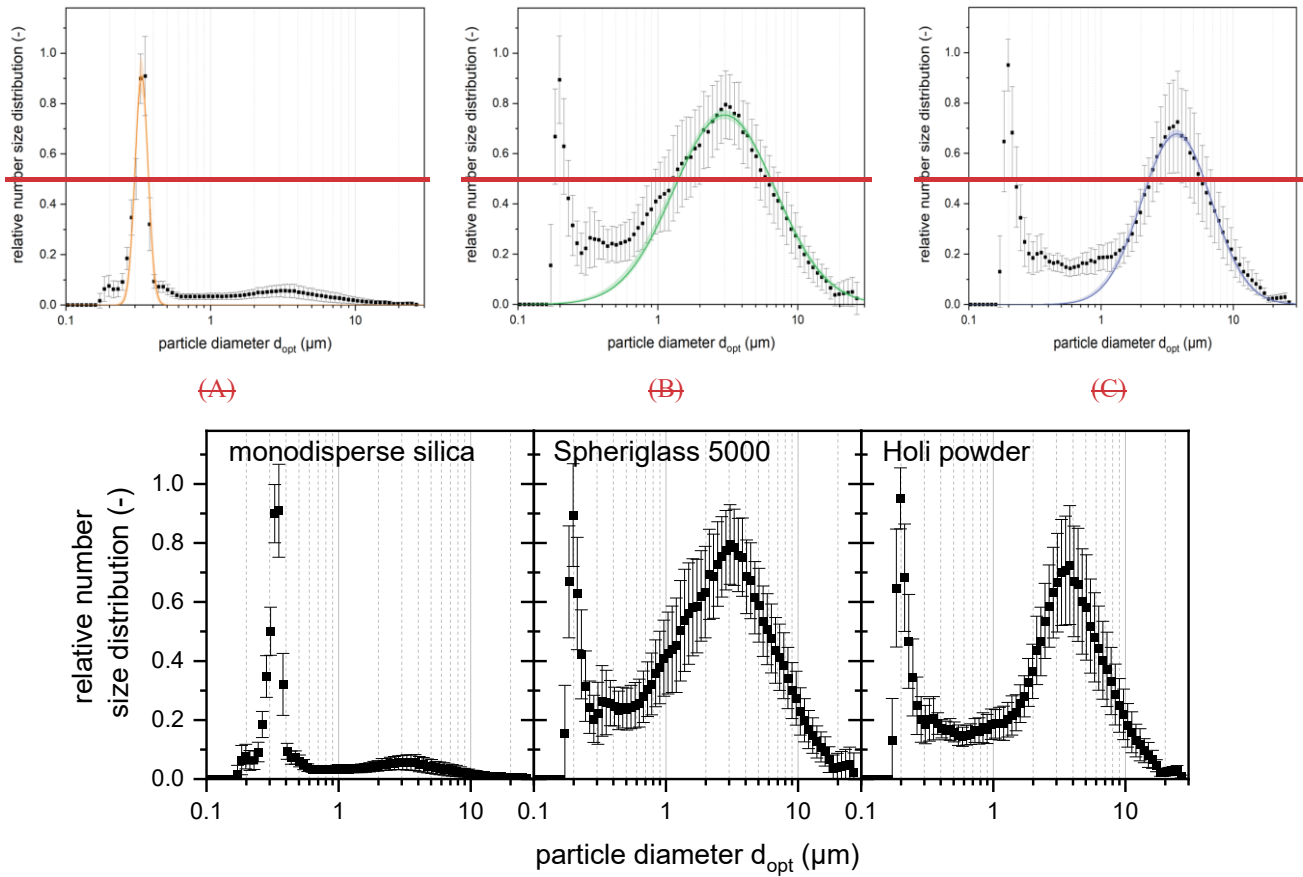 1.0
0.8
0.6
0.4
0.2
0.0
relative number size distribution (-)
0.1 1 10
particle diameter d_opt (µm)
1.0
0.8
0.6
0.4
0.2
0.0
relative number size distribution (-)
0.1 1 10
particle diameter d_opt (µm)
1.0
0.8
0.6
0.4
0.2
0.0
relative number size distribution (-)
0.1 1 10
particle diameter d_opt (µm)
(A) (B) (C)
monodisperse silica Spheriglass 5000 Holi powder
1.0
0.8
0.6
0.4
0.2
0.0
relative number
size distribution (-)
0.1 1 10 0.1 1 10 0.1 1 10
particle diameter d_opt (µm)